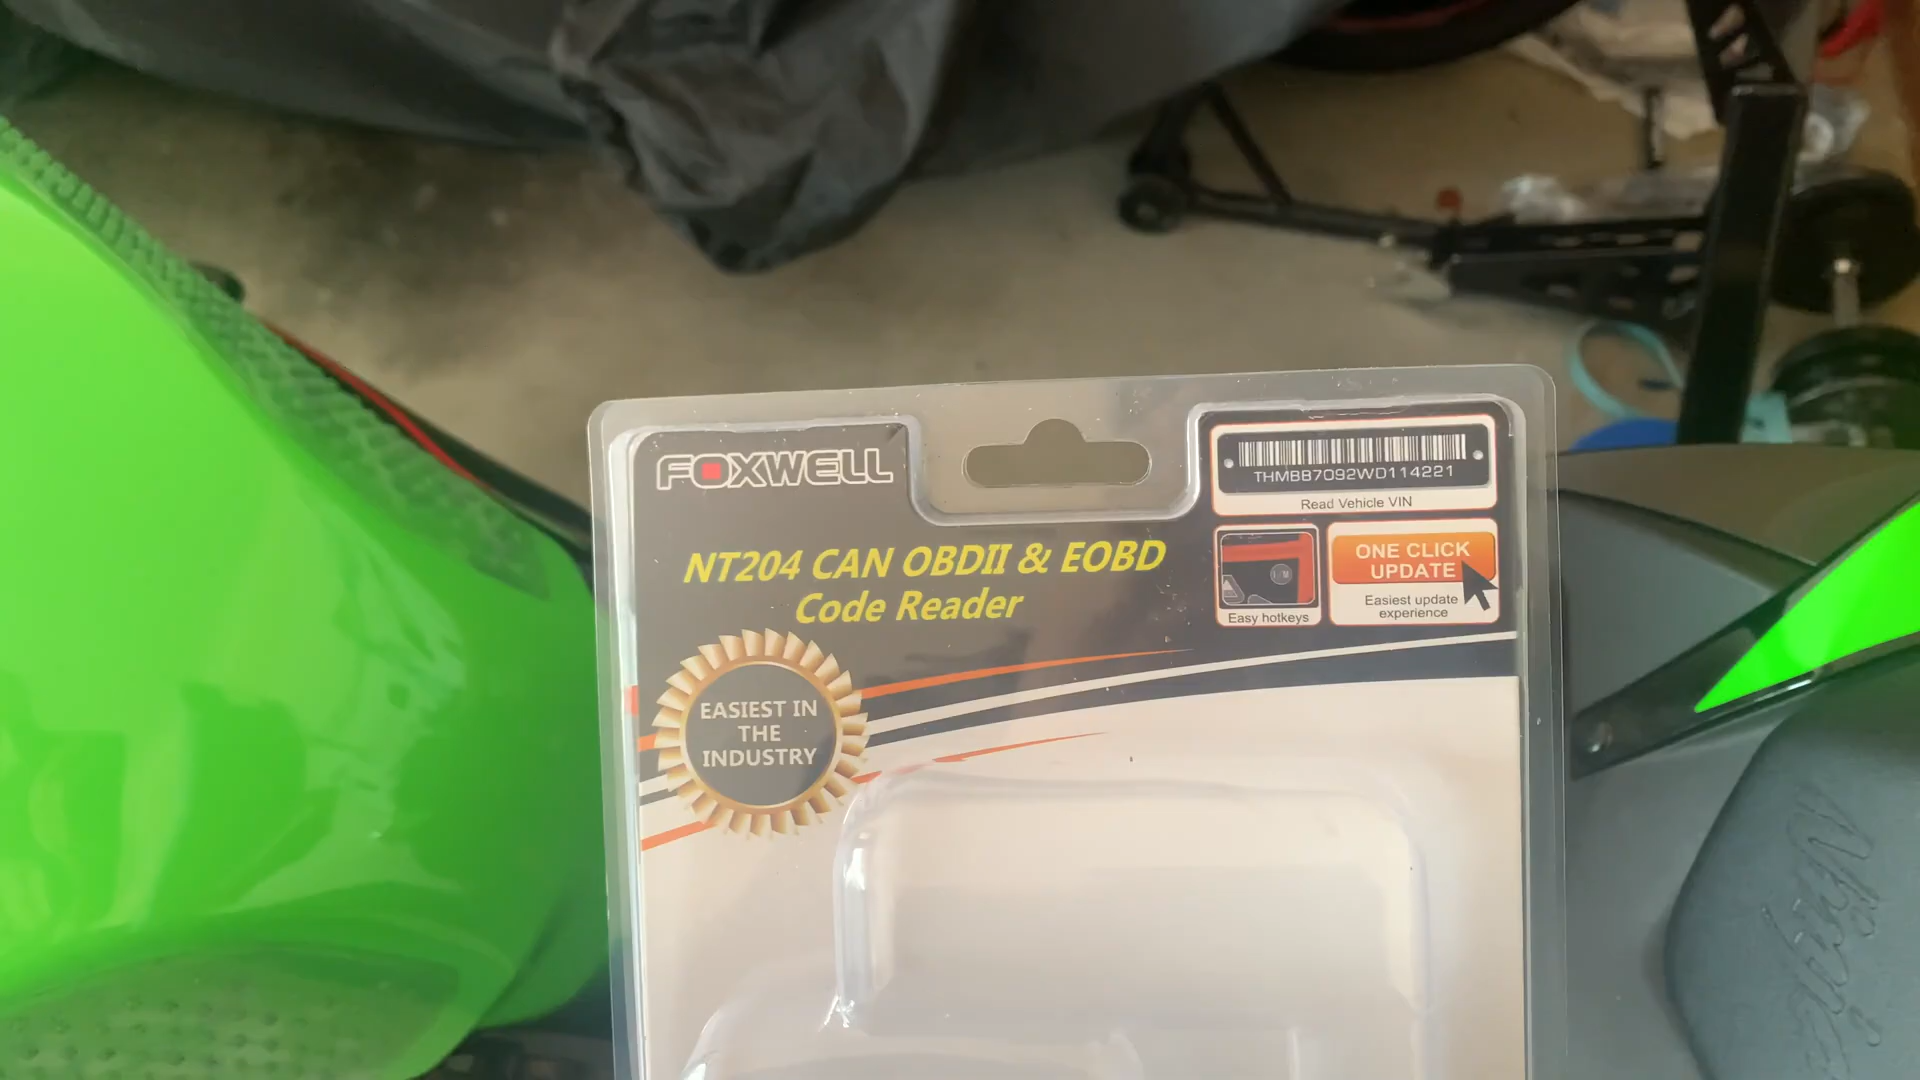 FOXWELL
THMBB7092WD114221
Read Vehicle VIN
NT204 CAN OBDII & EOBD
Code Reader
Easy hotkeys
ONE CLICK
UPDATE
Easiest update
experience
EASIEST IN
THE
INDUSTRY